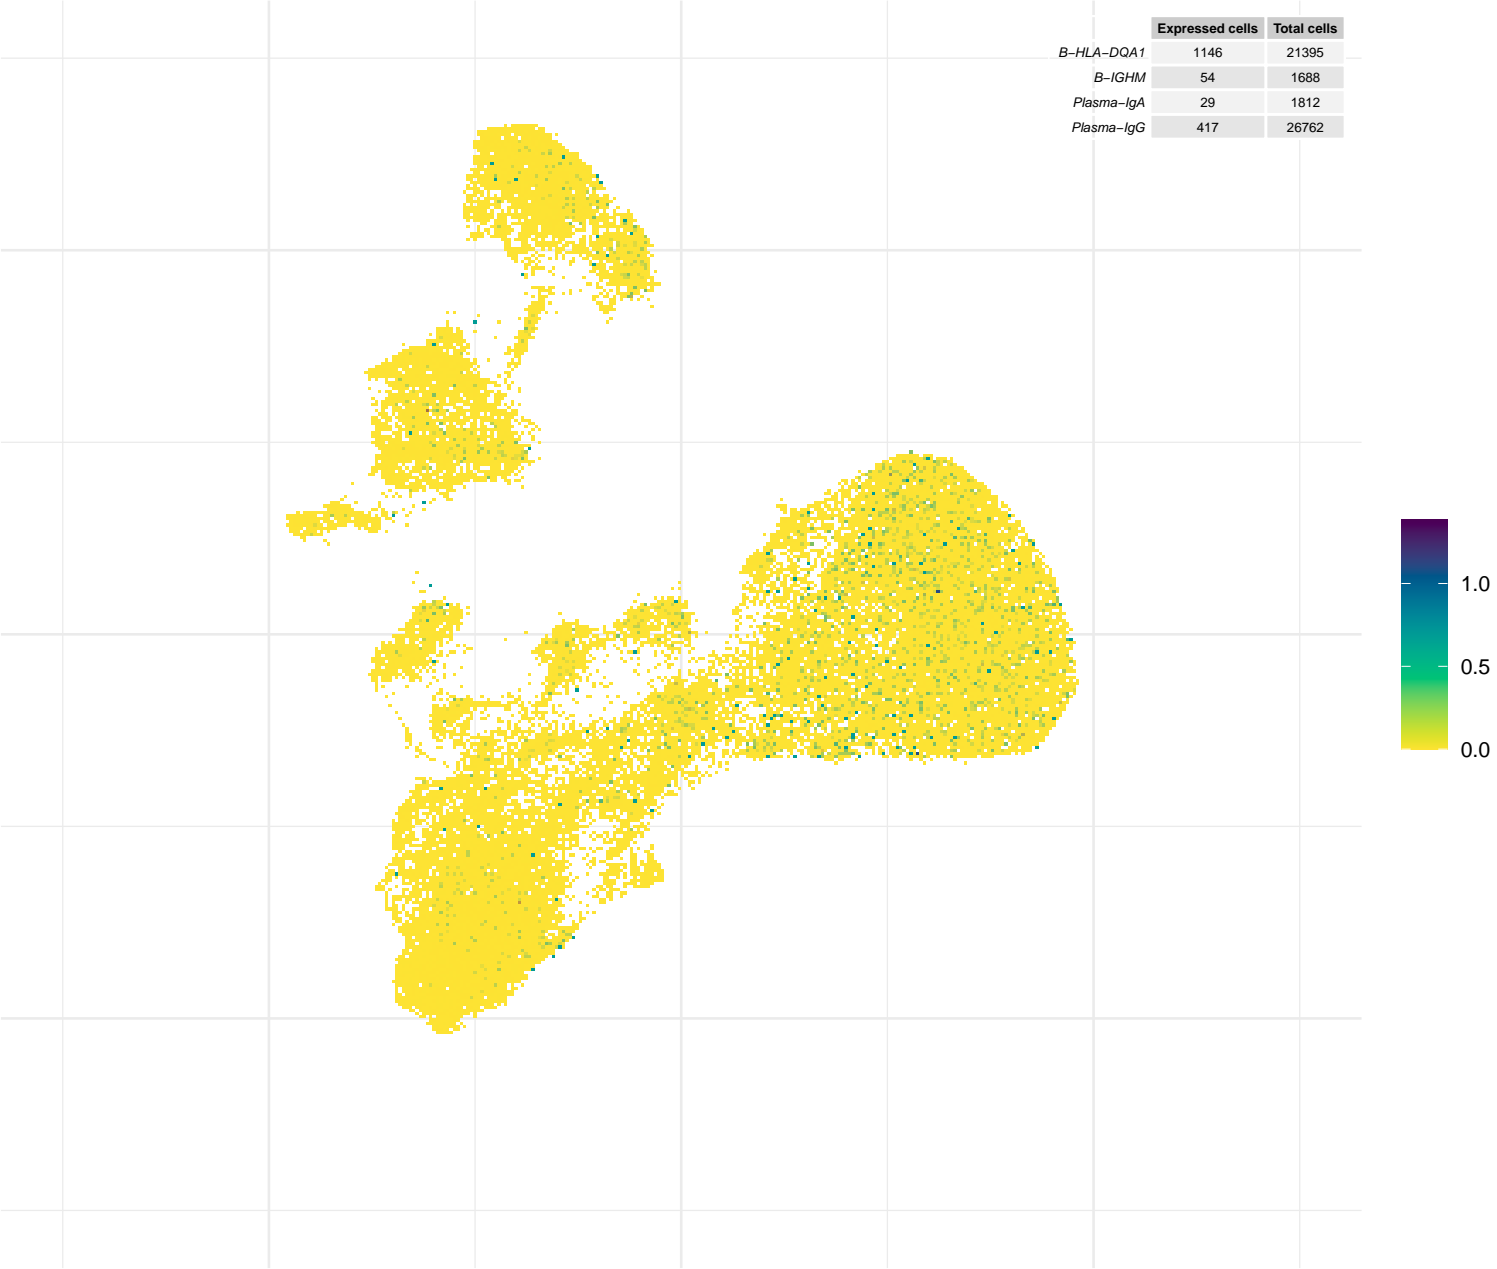 Expressed cells Total cells
B−HLA−DQA1 1146 21395
B−IGHM 54 1688
Plasma−IgA 29 1812
Plasma−IgG 417 26762
1.0
0.5
0.0